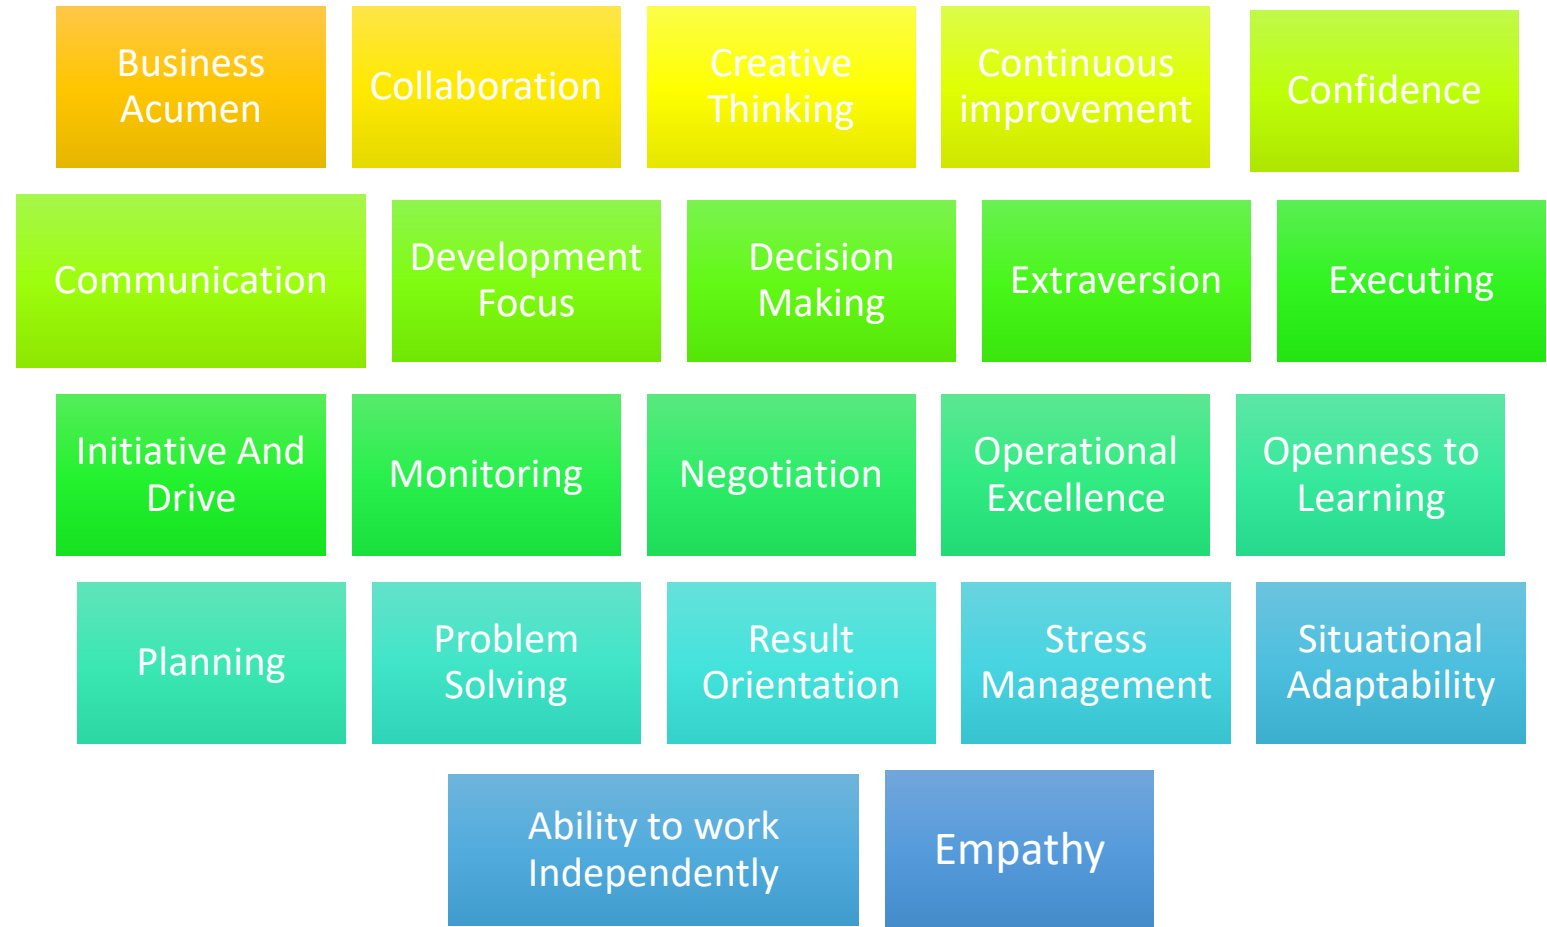 Business
Acumen
Collaboration
Creative
Thinking
Continuous
improvement
Confidence
Communication
Development
Focus
Decision
Making
Extraversion
Executing
Initiative And
Drive
Monitoring
Negotiation
Operational
Excellence
Openness to
Learning
Planning
Problem
Solving
Result
Orientation
Stress
Management
Situational
Adaptability
Ability to work
Independently
Empathy